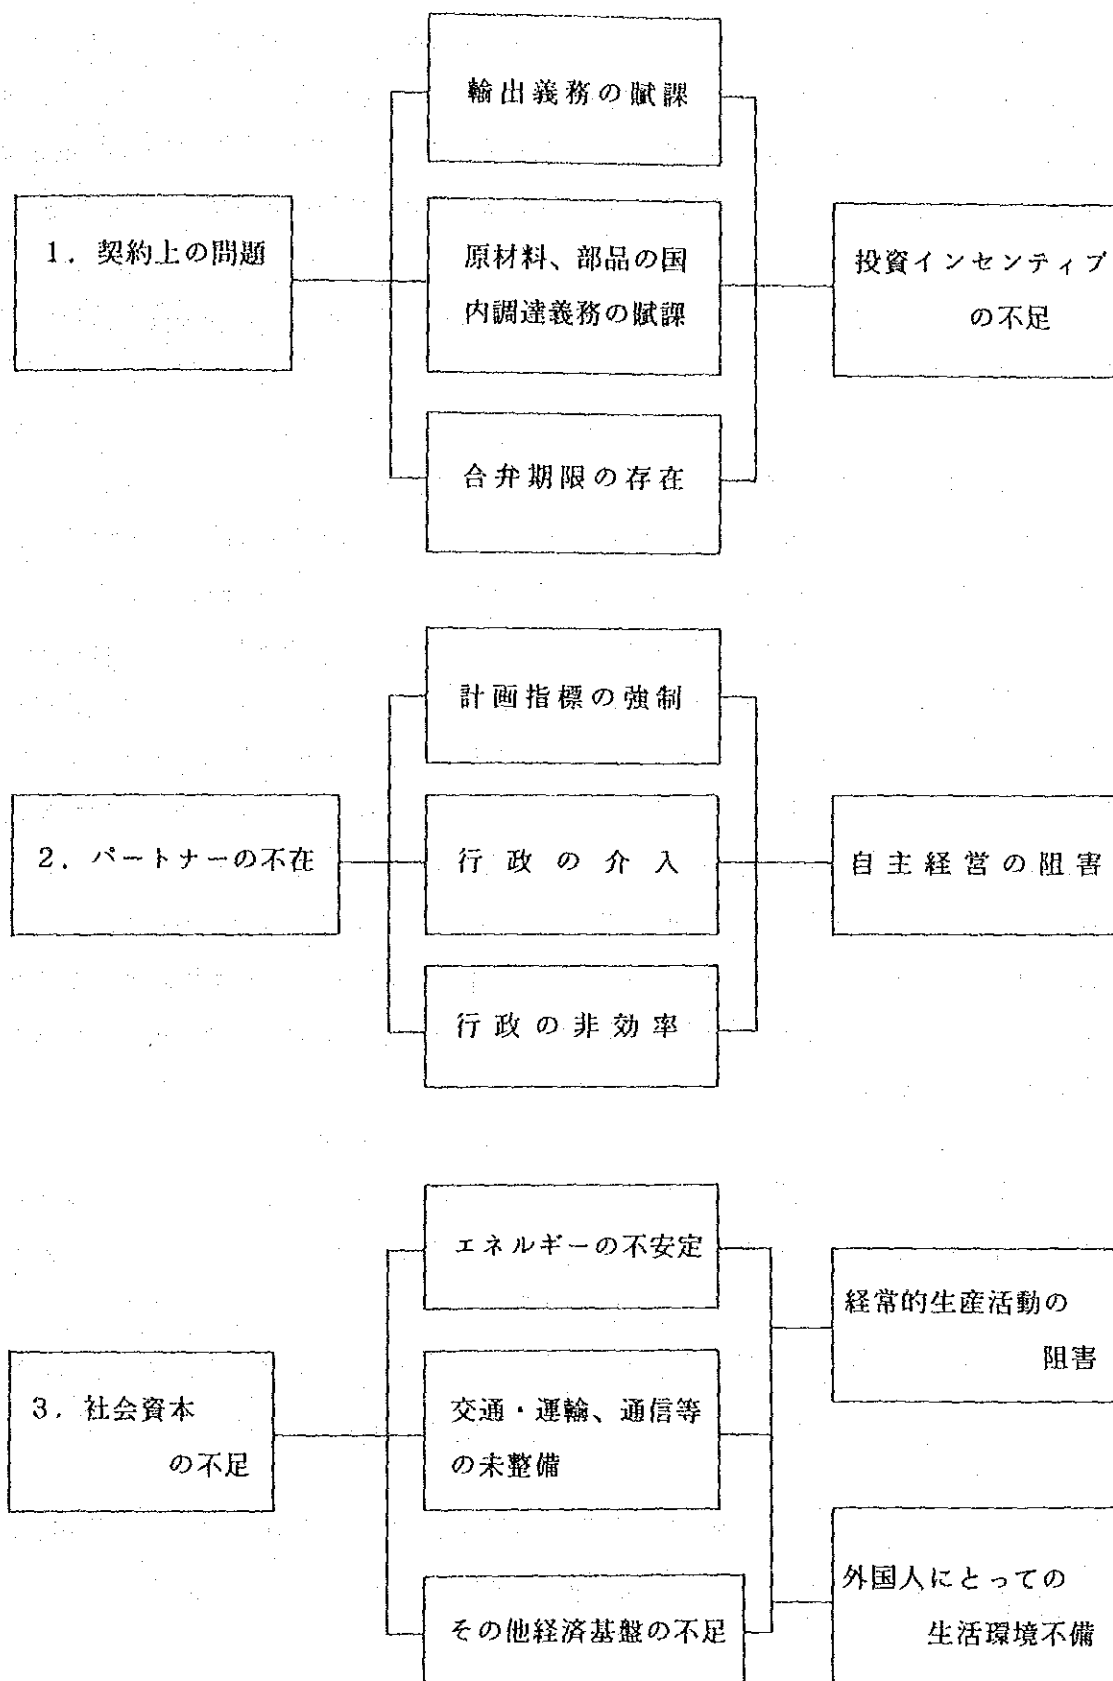 輸出義務の賦課
1．契約上の問題
原材料、部品の国
内調達義務の賦課
投資インセンティブ
の不足
合弁期限の存在
計画指標の強制
2．パートナーの不在
行政の介入
自主経営の阻害
行政の非効率
エネルギーの不安定
経常的生産活動の
阻害
3．社会資本
の不足
交通・運輸、通信等
の未整備
外国人にとっての
生活環境不備
その他経済基盤の不足